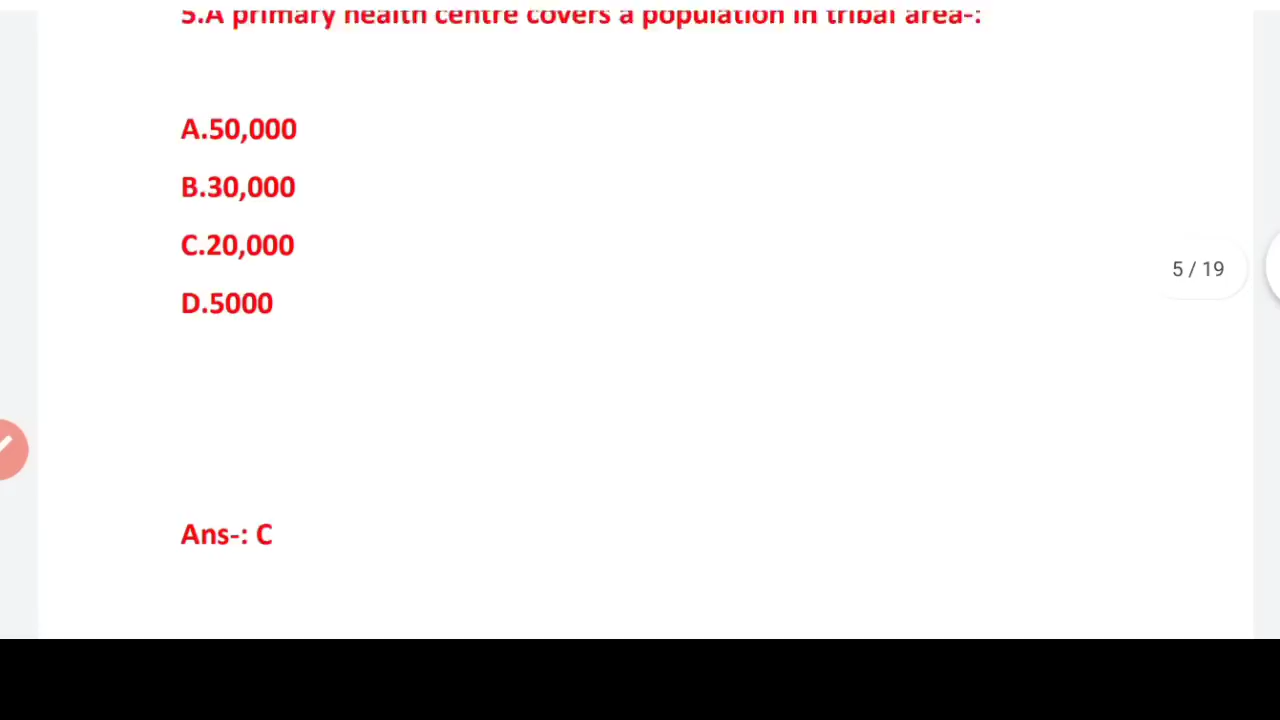 5.A primary health centre covers a population in tribal area-:
A.50,000
B.30,000
C.20,000
5 / 19
D.5000
Ans-: C